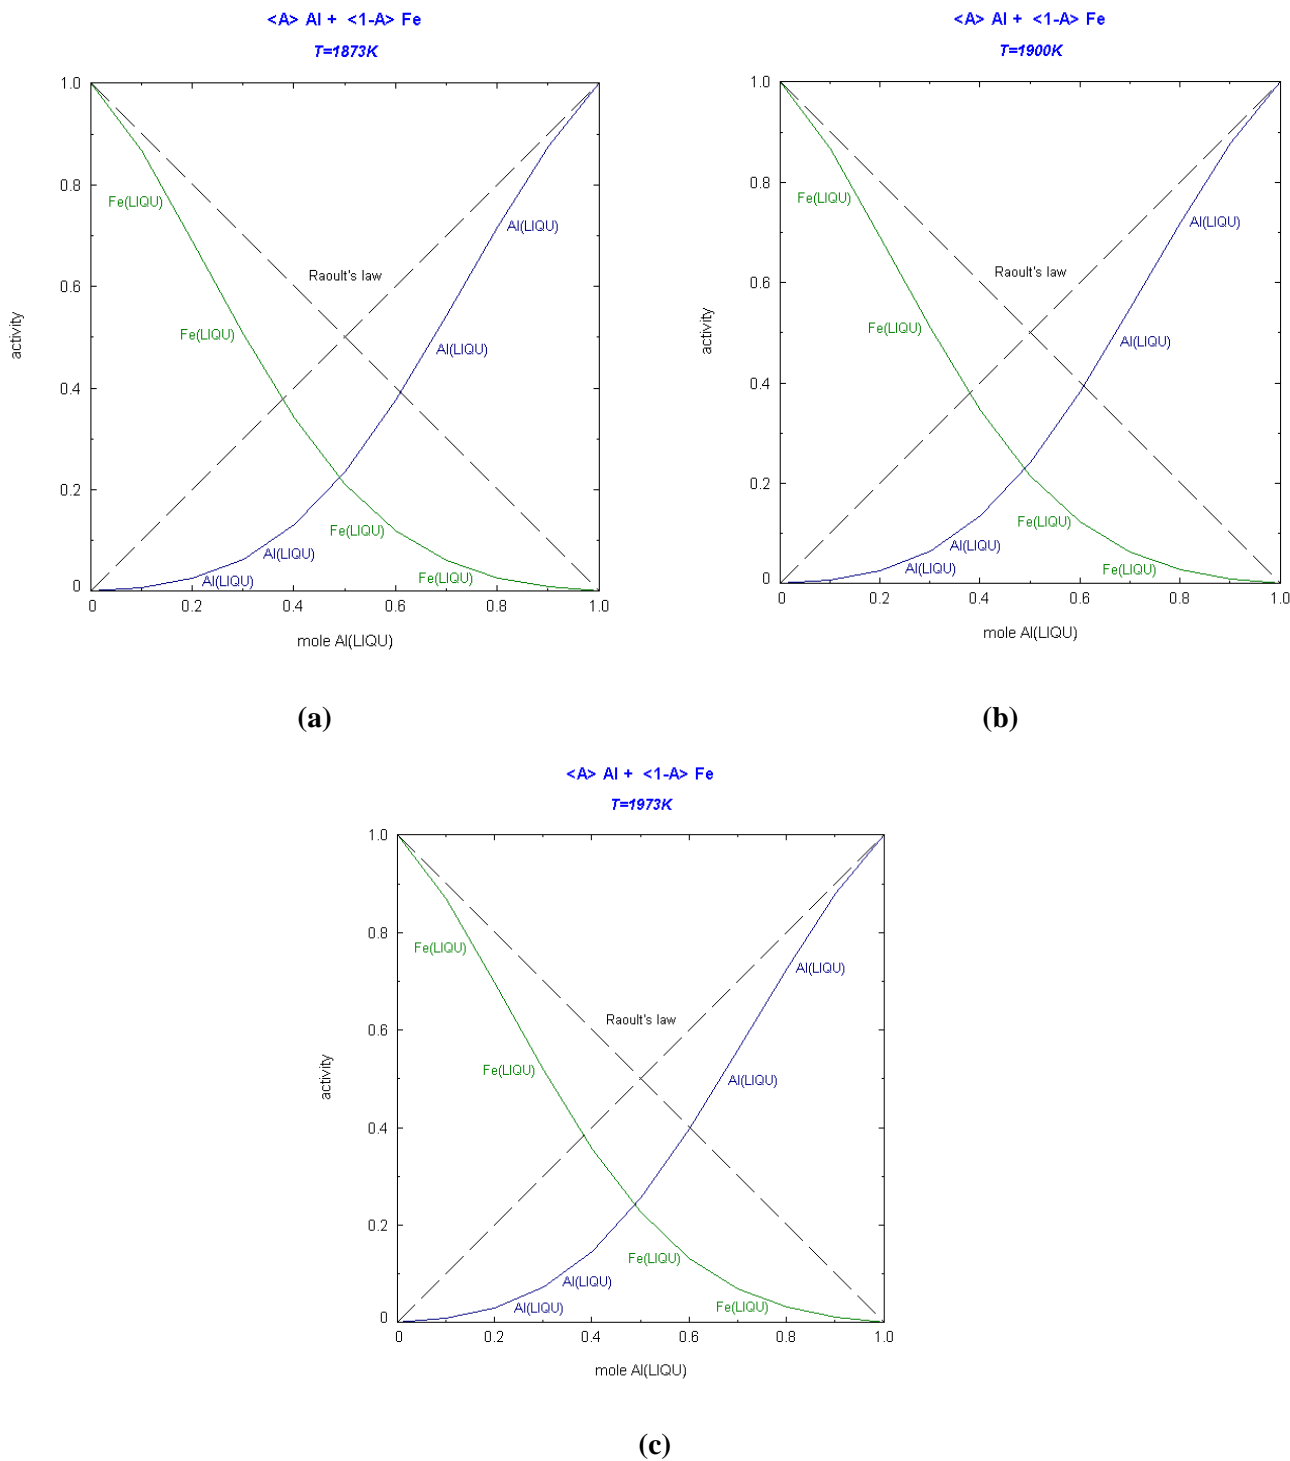 <A> Al + <1-A> Fe
T=1873K
1.0
0.8
0.6
0.4
0.2
0
activity
Fe(LIQU)
Al(LIQU)
Raoult's law
Fe(LIQU)
Al(LIQU)
Fe(LIQU)
Al(LIQU)
Al(LIQU)
Fe(LIQU)
0
0.2
0.4
0.6
0.8
1.0
mole Al(LIQU)
(a)
<A> Al + <1-A> Fe
T=1900K
1.0
0.8
0.6
0.4
0.2
0
activity
Fe(LIQU)
Al(LIQU)
Raoult's law
Fe(LIQU)
Al(LIQU)
Fe(LIQU)
Al(LIQU)
Al(LIQU)
Fe(LIQU)
0
0.2
0.4
0.6
0.8
1.0
mole Al(LIQU)
(b)
<A> Al + <1-A> Fe
T=1973K
1.0
0.8
0.6
0.4
0.2
0
activity
Fe(LIQU)
Al(LIQU)
Raoult's law
Fe(LIQU)
Al(LIQU)
Fe(LIQU)
Al(LIQU)
Al(LIQU)
Fe(LIQU)
0
0.2
0.4
0.6
0.8
1.0
mole Al(LIQU)
(c)